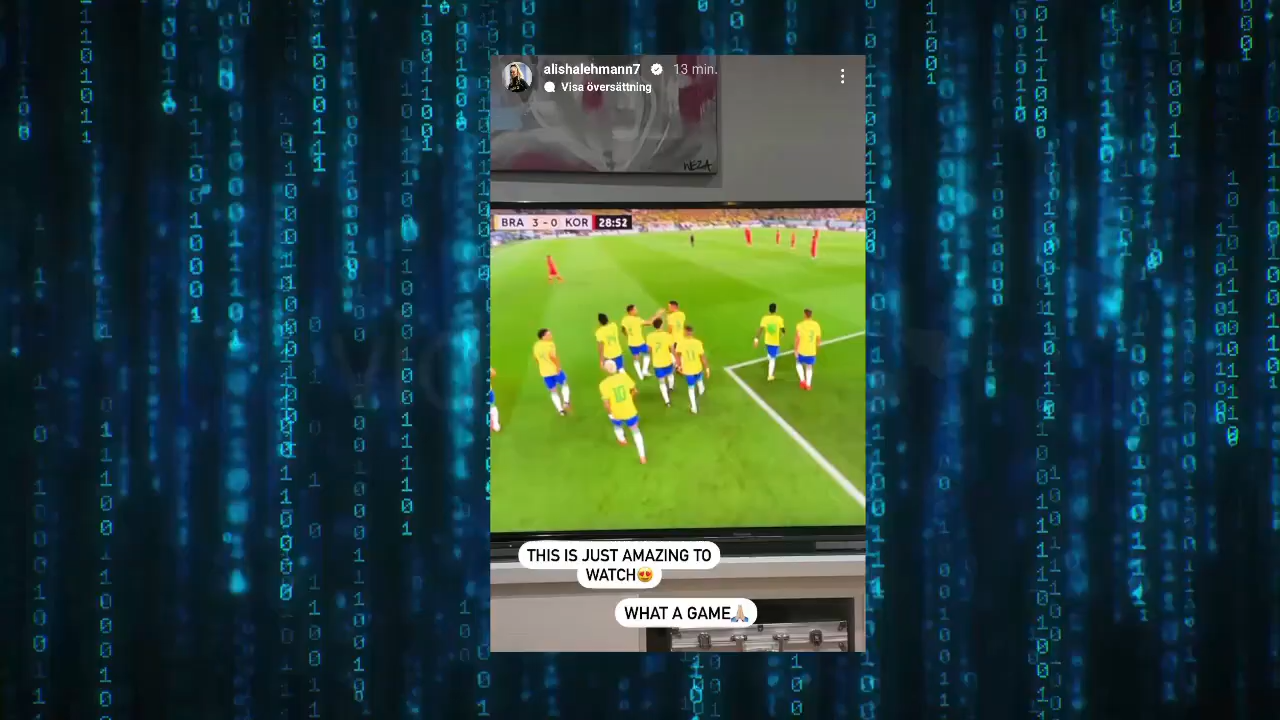 alishalehmann7 13 min.
Visa översättning
WEZA
BRA 3 - 0 KOR 28:52
THIS IS JUST AMAZING TO
WATCH😍
WHAT A GAME🙏🏼